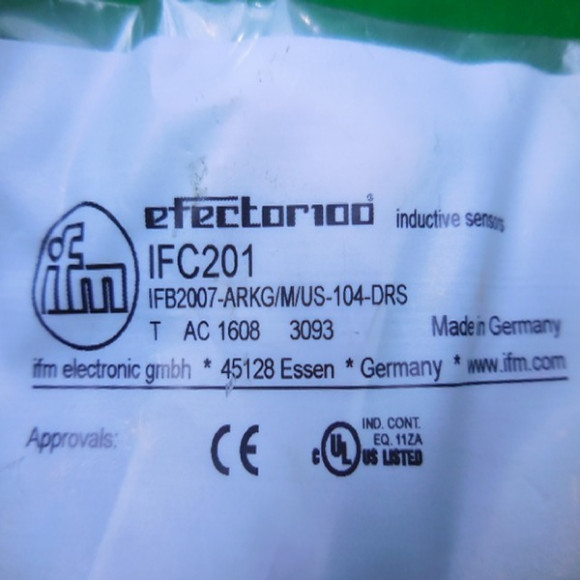 efector100® inductive sensors
ifm
IFC201
IFB2007-ARKG/M/US-104-DRS
T AC 1608 3093 Made in Germany
ifm electronic gmbh * 45128 Essen * Germany * www.ifm.com
Approvals: CE C UL US LISTED
IND. CONT.
EQ. 11ZA